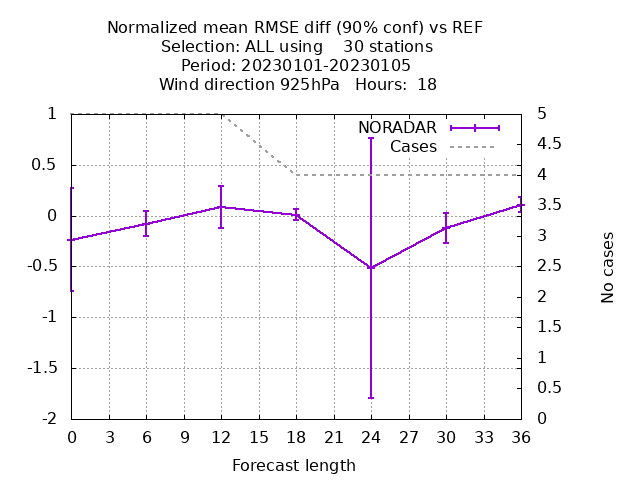 Normalized mean RMSE diff (90% conf) vs REF
Selection: ALL using    30 stations
Period: 20230101-20230105
Wind direction 925hPa   Hours:  18
NORADAR
Cases
1
0.5
0
-0.5
-1
-1.5
-2
5
4.5
4
3.5
3
2.5
2
1.5
1
0.5
0
No cases
0 3 6 9 12 15 18 21 24 27 30 33 36
Forecast length